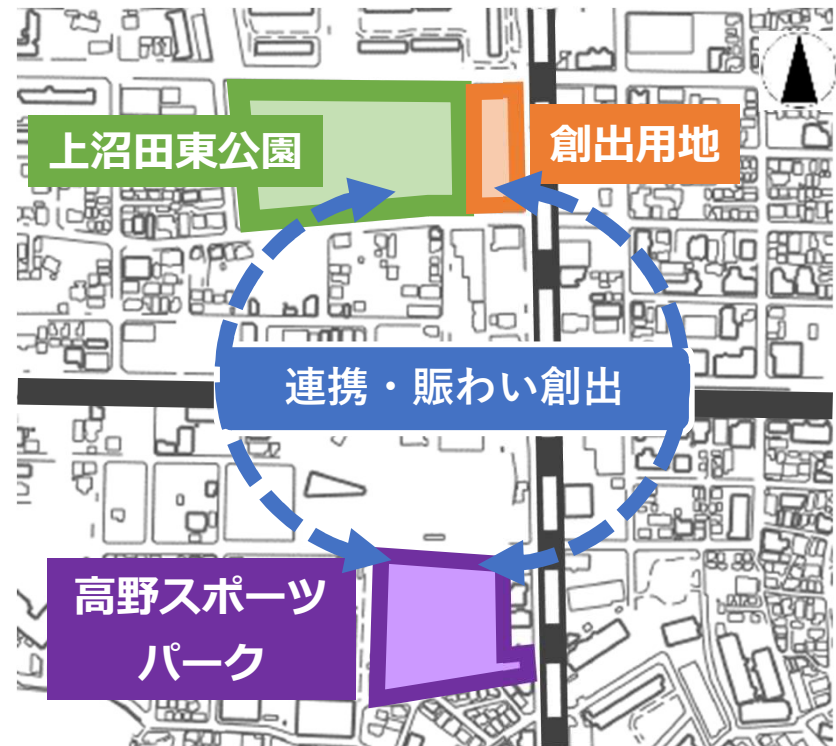 上沼田東公園
創出用地
連携・賑わい創出
高野スポーツ
パーク